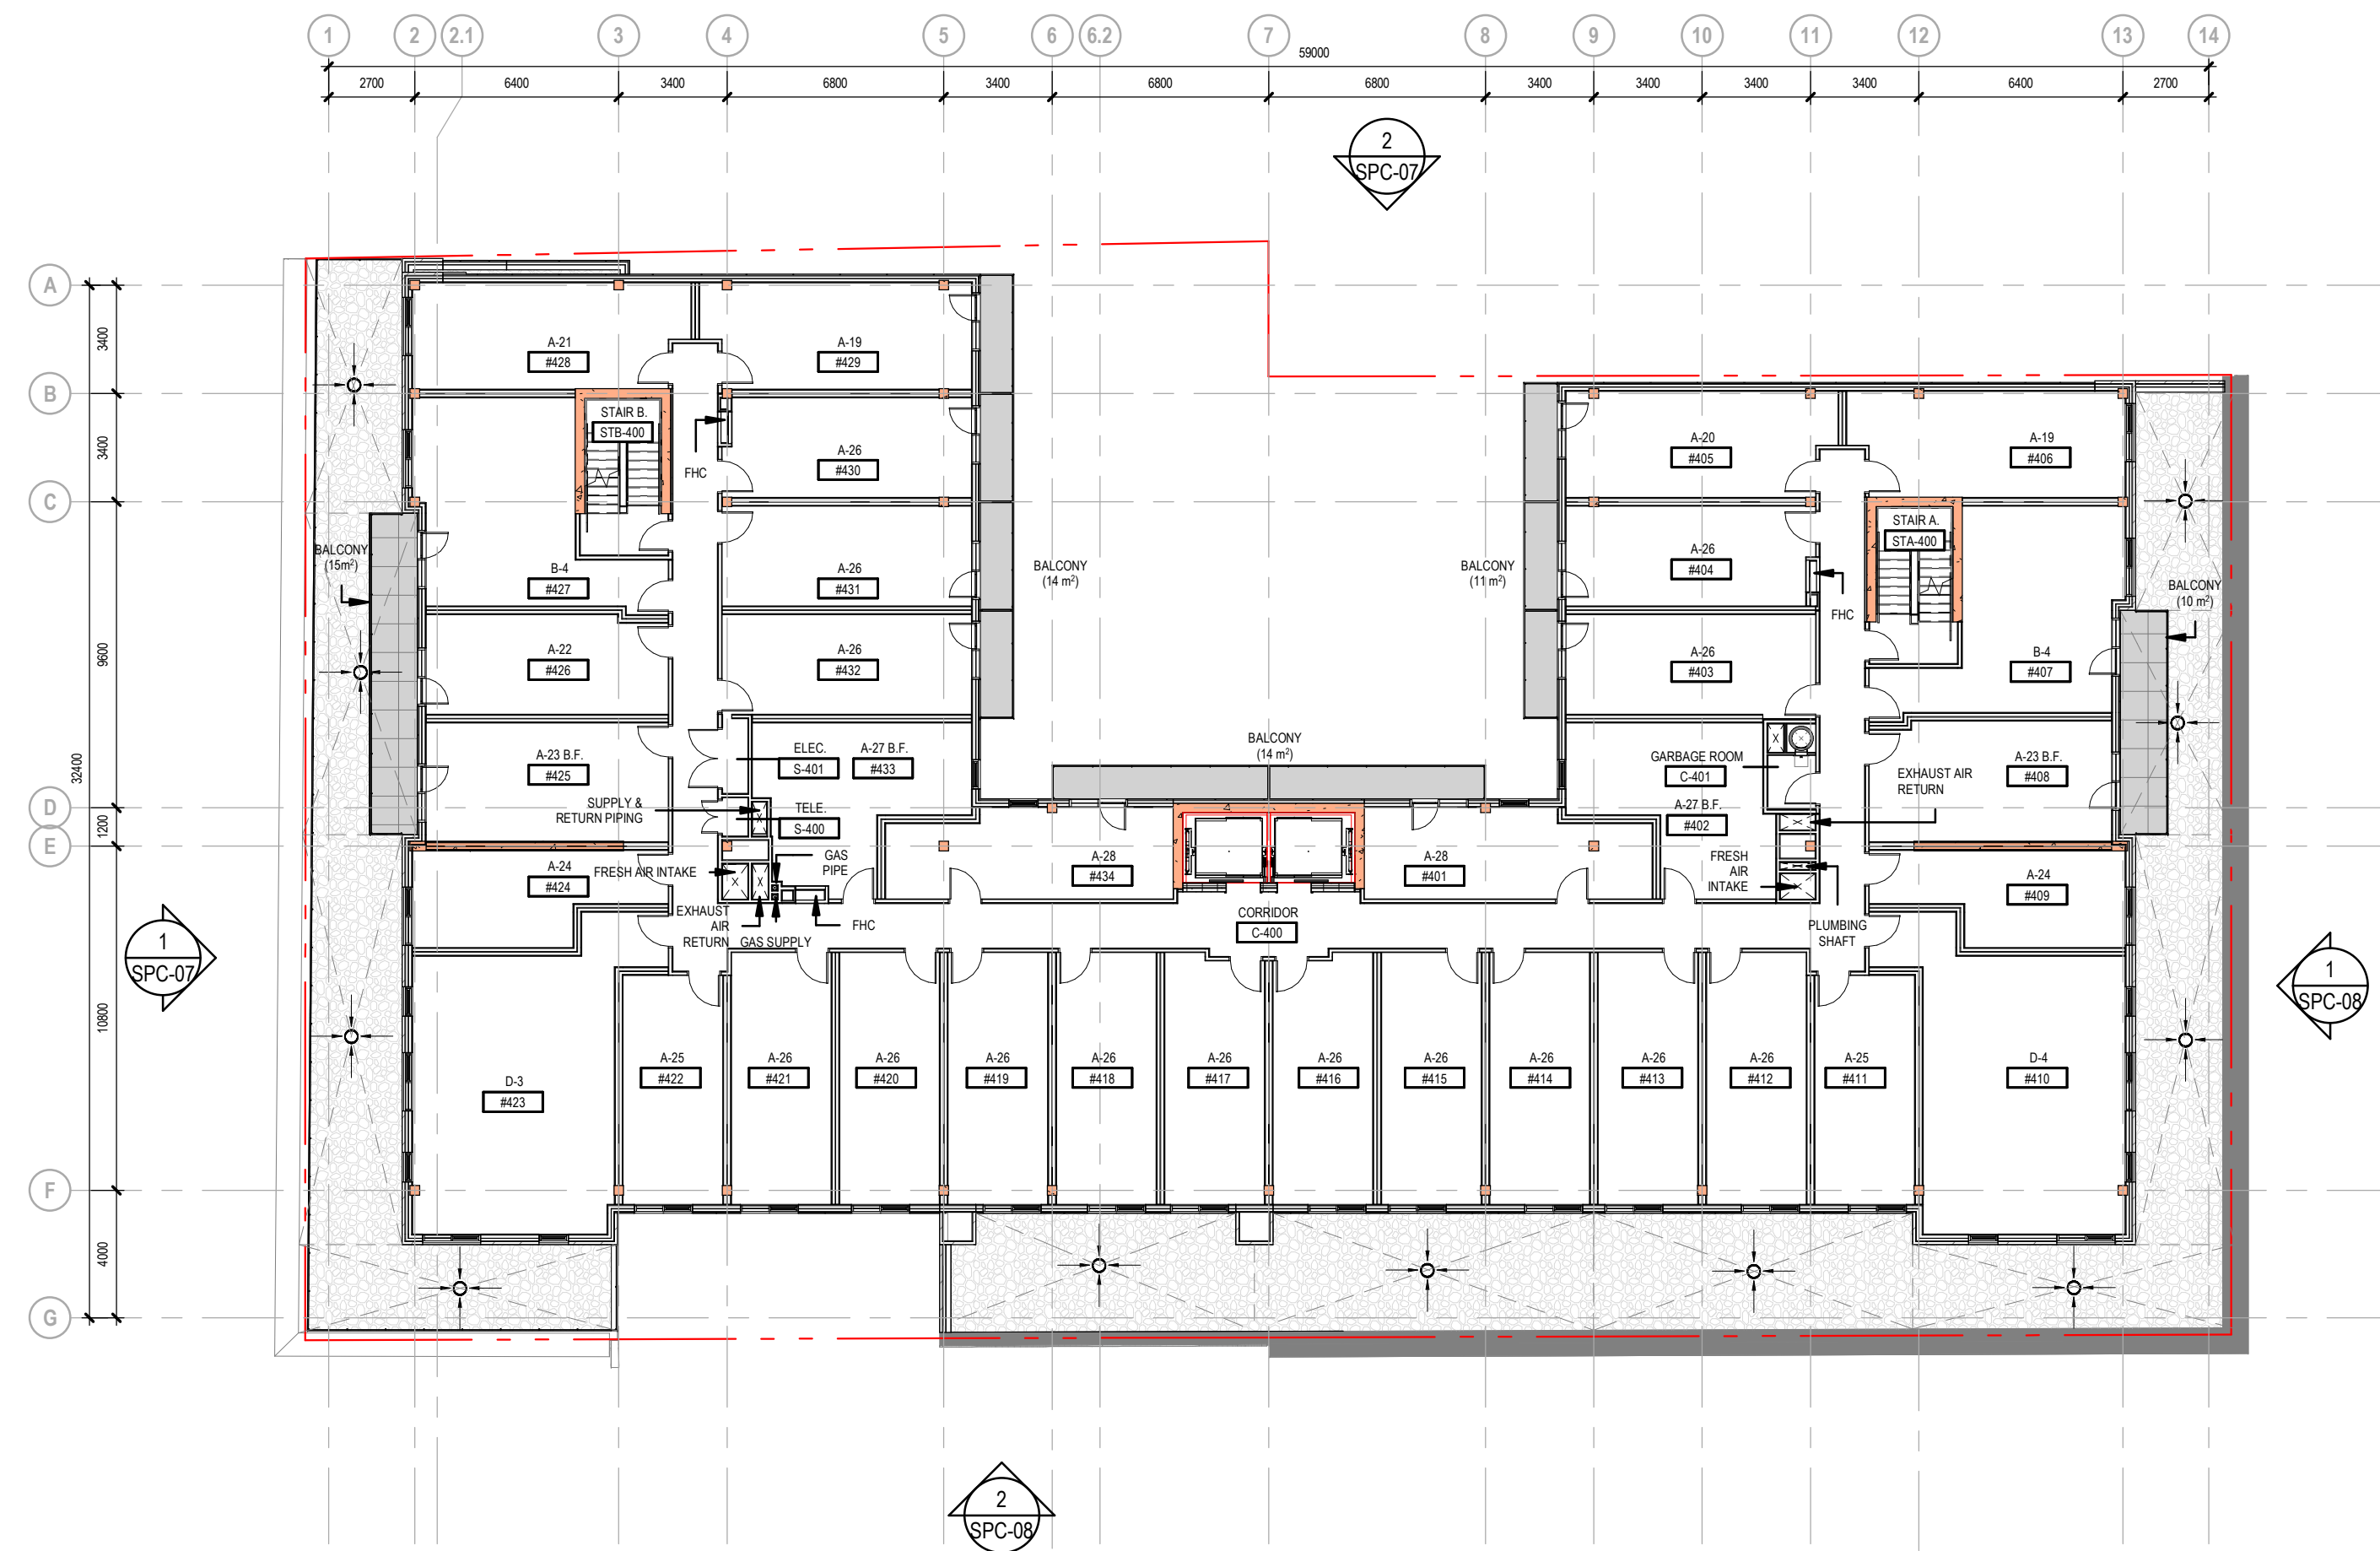 1 2 2.1 3 4 5 6 6.2 7 8 9 10 11 12 13 14
59000
2700 6400 3400 6800 3400 6800 6800 3400 3400 3400 3400 6400 2700
2
SPC-07
A
B
C
D
E
F
G
3400
3400
9600
1200
10800
4000
32400
A-21
#428
A-19
#429
STAIR B.
STB-400
FHC
A-26
#430
A-20
#405
A-19
#406
BALCONY
(15m²)
B-4
#427
A-26
#431
BALCONY
(14 m²)
BALCONY
(11 m²)
A-26
#404
STAIR A.
STA-400
FHC
BALCONY
(10 m²)
A-22
#426
A-26
#432
A-26
#403
B-4
#407
A-23 B.F.
#425
ELEC.
S-401
A-27 B.F.
#433
BALCONY
(14 m²)
GARBAGE ROOM
C-401
EXHAUST AIR
RETURN
A-23 B.F.
#408
SUPPLY &
RETURN PIPING
TELE.
S-400
A-27 B.F.
#402
A-24
#424
FRESH AIR INTAKE
GAS
PIPE
A-28
#434
A-28
#401
FRESH
AIR
INTAKE
A-24
#409
EXHAUST
AIR
RETURN
GAS SUPPLY
FHC
CORRIDOR
C-400
PLUMBING
SHAFT
1
SPC-07
1
SPC-08
D-3
#423
A-25
#422
A-26
#421
A-26
#420
A-26
#419
A-26
#418
A-26
#417
A-26
#416
A-26
#415
A-26
#414
A-26
#413
A-26
#412
A-25
#411
D-4
#410
2
SPC-08